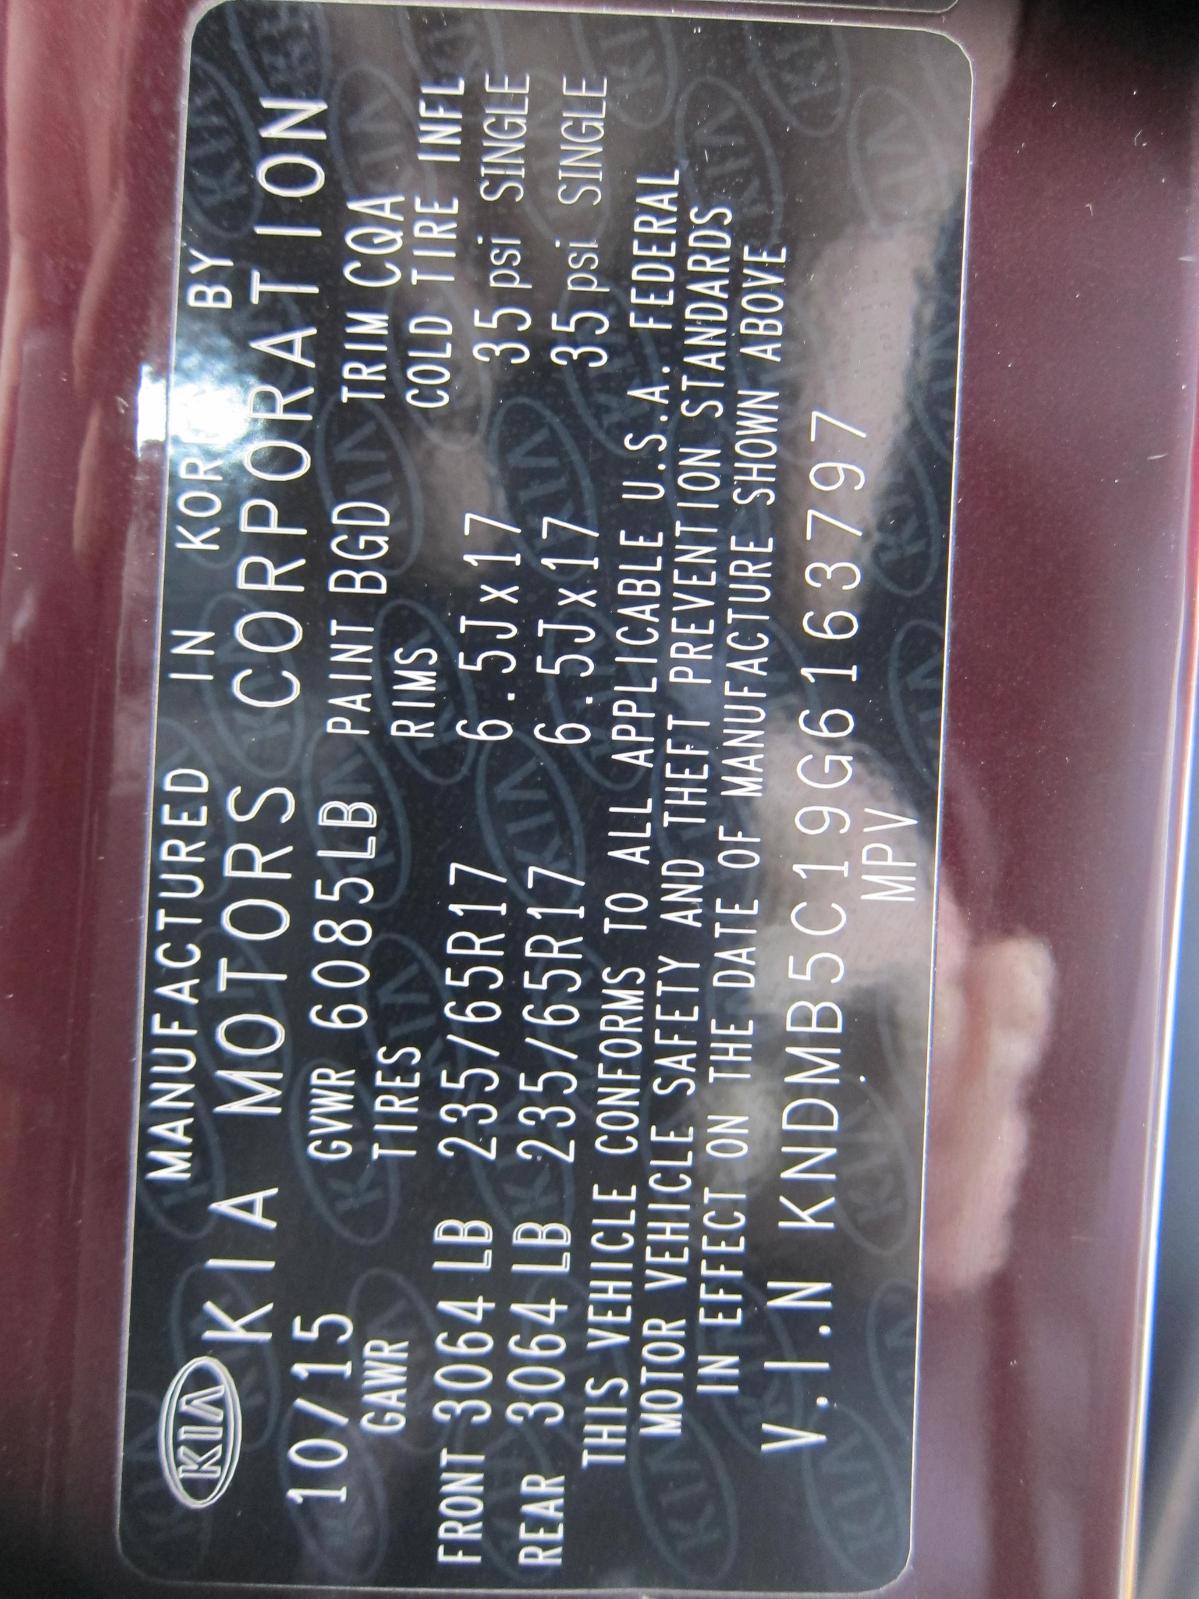 MANUFACTURED IN KOREA BY
KIA KIA MOTORS CORPORATION
10/15 GVWR 6085LB PAINT BGD TRIM CQA
GAWR TIRES RIMS COLD TIRE INFL
FRONT 3064 LB 235/65R17 6.5Jx17 35 psi SINGLE
REAR 3064 LB 235/65R17 6.5Jx17 35 psi SINGLE
THIS VEHICLE CONFORMS TO ALL APPLICABLE U.S.A. FEDERAL
MOTOR VEHICLE SAFETY AND THEFT PREVENTION STANDARDS
IN EFFECT ON THE DATE OF MANUFACTURE SHOWN ABOVE
V.I.N KNDMB5C19G6163797
MPV